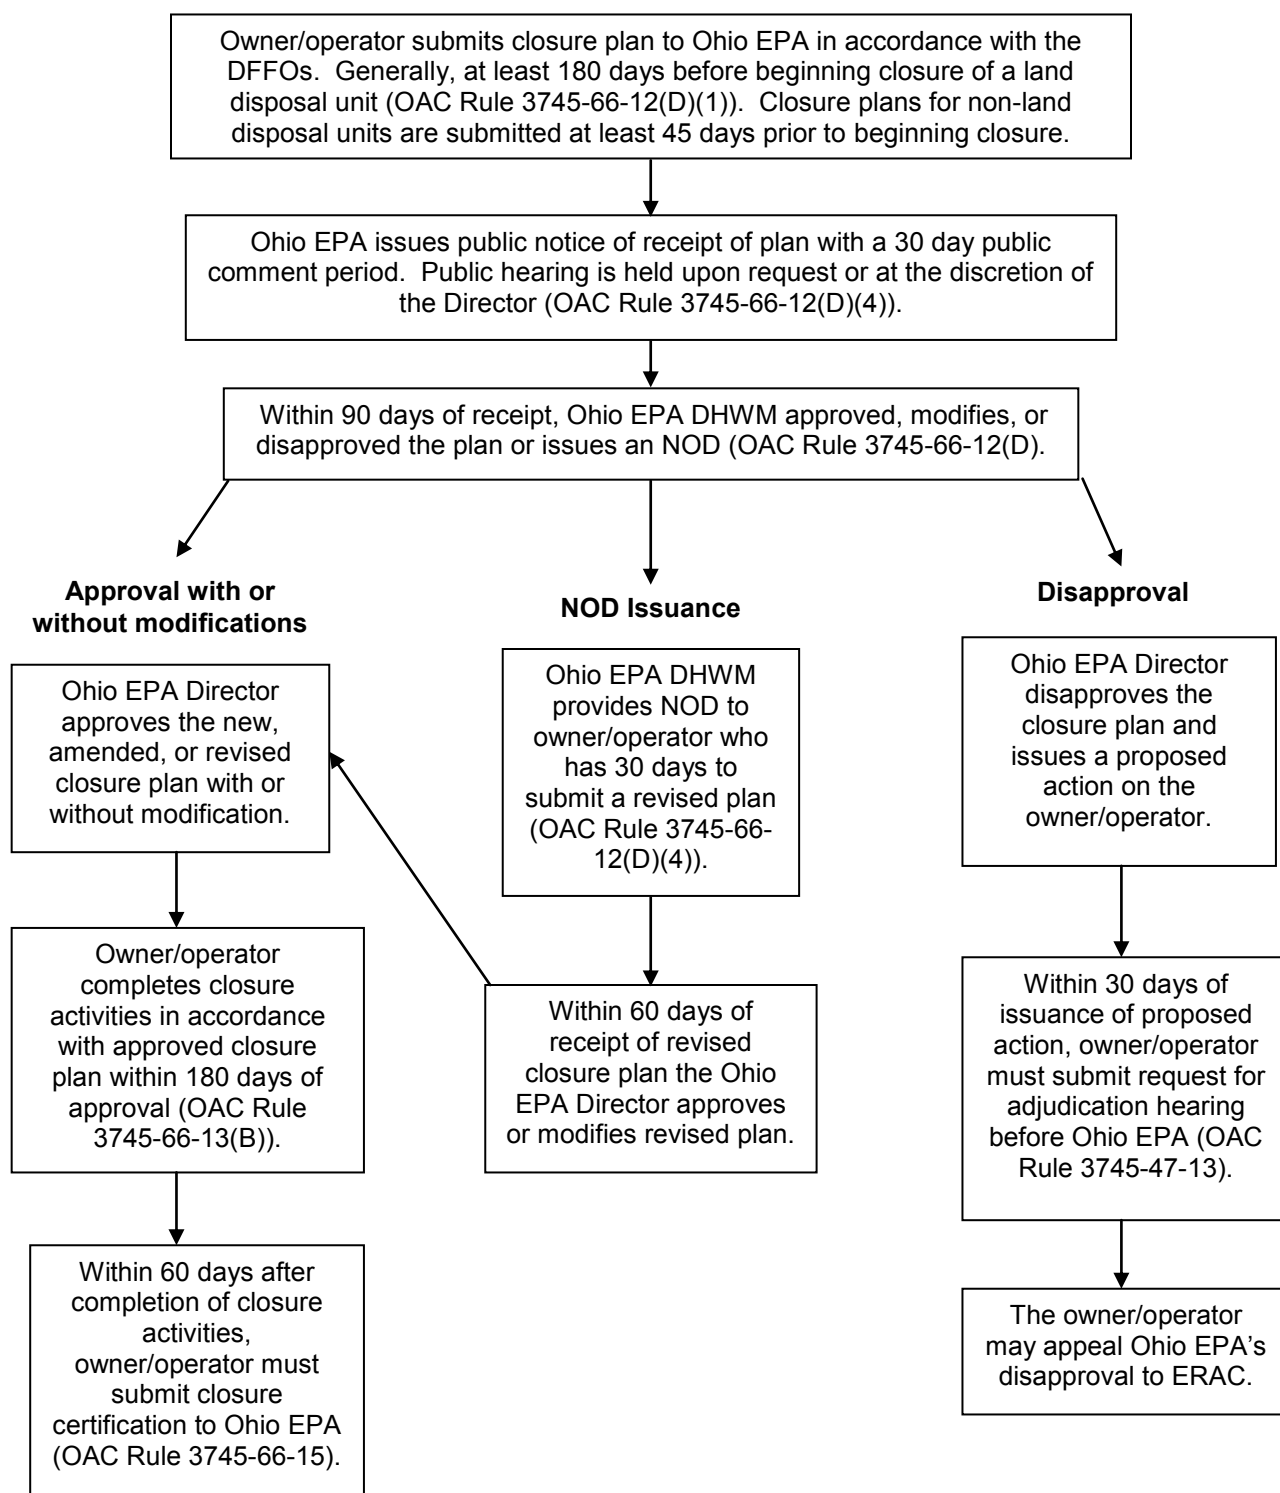 Owner/operator submits closure plan to Ohio EPA in accordance with the
DFFOs.  Generally, at least 180 days before beginning closure of a land
disposal unit (OAC Rule 3745-66-12(D)(1)).  Closure plans for non-land
disposal units are submitted at least 45 days prior to beginning closure.
Ohio EPA issues public notice of receipt of plan with a 30 day public
comment period.  Public hearing is held upon request or at the discretion of
the Director (OAC Rule 3745-66-12(D)(4)).
Within 90 days of receipt, Ohio EPA DHWM approved, modifies, or
disapproved the plan or issues an NOD (OAC Rule 3745-66-12(D).
Approval with or
without modifications
Ohio EPA Director
approves the new,
amended, or revised
closure plan with or
without modification.
Owner/operator
completes closure
activities in accordance
with approved closure
plan within 180 days of
approval (OAC Rule
3745-66-13(B)).
Within 60 days after
completion of closure
activities,
owner/operator must
submit closure
certification to Ohio EPA
(OAC Rule 3745-66-15).
NOD Issuance
Ohio EPA DHWM
provides NOD to
owner/operator who
has 30 days to
submit a revised plan
(OAC Rule 3745-66-
12(D)(4)).
Within 60 days of
receipt of revised
closure plan the Ohio
EPA Director approves
or modifies revised plan.
Disapproval
Ohio EPA Director
disapproves the
closure plan and
issues a proposed
action on the
owner/operator.
Within 30 days of
issuance of proposed
action, owner/operator
must submit request for
adjudication hearing
before Ohio EPA (OAC
Rule 3745-47-13).
The owner/operator
may appeal Ohio EPA’s
disapproval to ERAC.